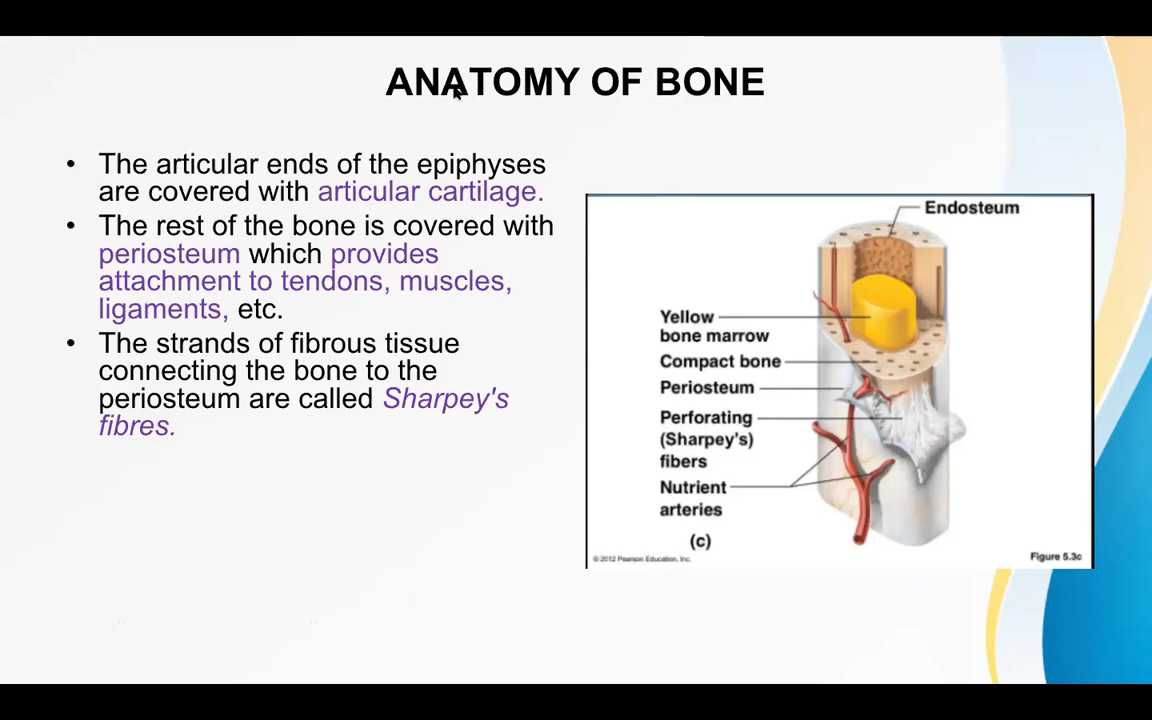 ANATOMY OF BONE
• The articular ends of the epiphyses
are covered with articular cartilage.
• The rest of the bone is covered with
periosteum which provides
attachment to tendons, muscles,
ligaments, etc.
• The strands of fibrous tissue
connecting the bone to the
periosteum are called Sharpey's
fibres.
Endosteum
Yellow
bone marrow
Compact bone
Periosteum
Perforating
(Sharpey's)
fibers
Nutrient
arteries
(c)
© 2012 Pearson Education, Inc.
Figure 5.3c